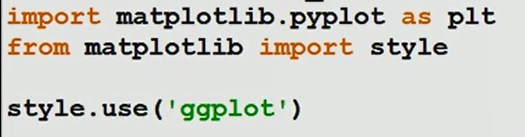 import matplotlib.pyplot as plt
from matplotlib import style
style.use('ggplot')